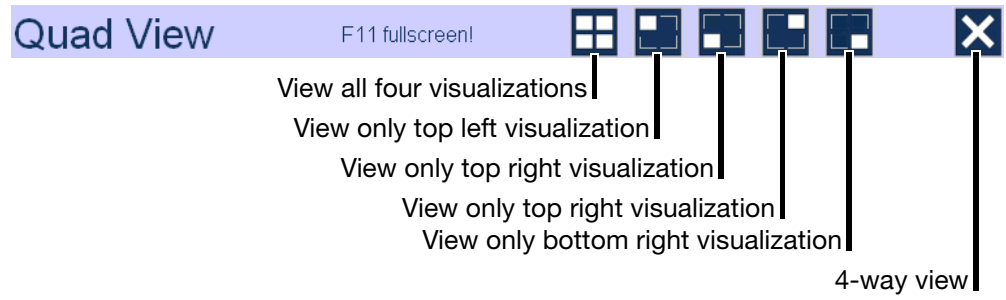 Quad View F11 fullscreen!
View all four visualizations
View only top left visualization
View only top right visualization
View only top right visualization
View only bottom right visualization
4-way view